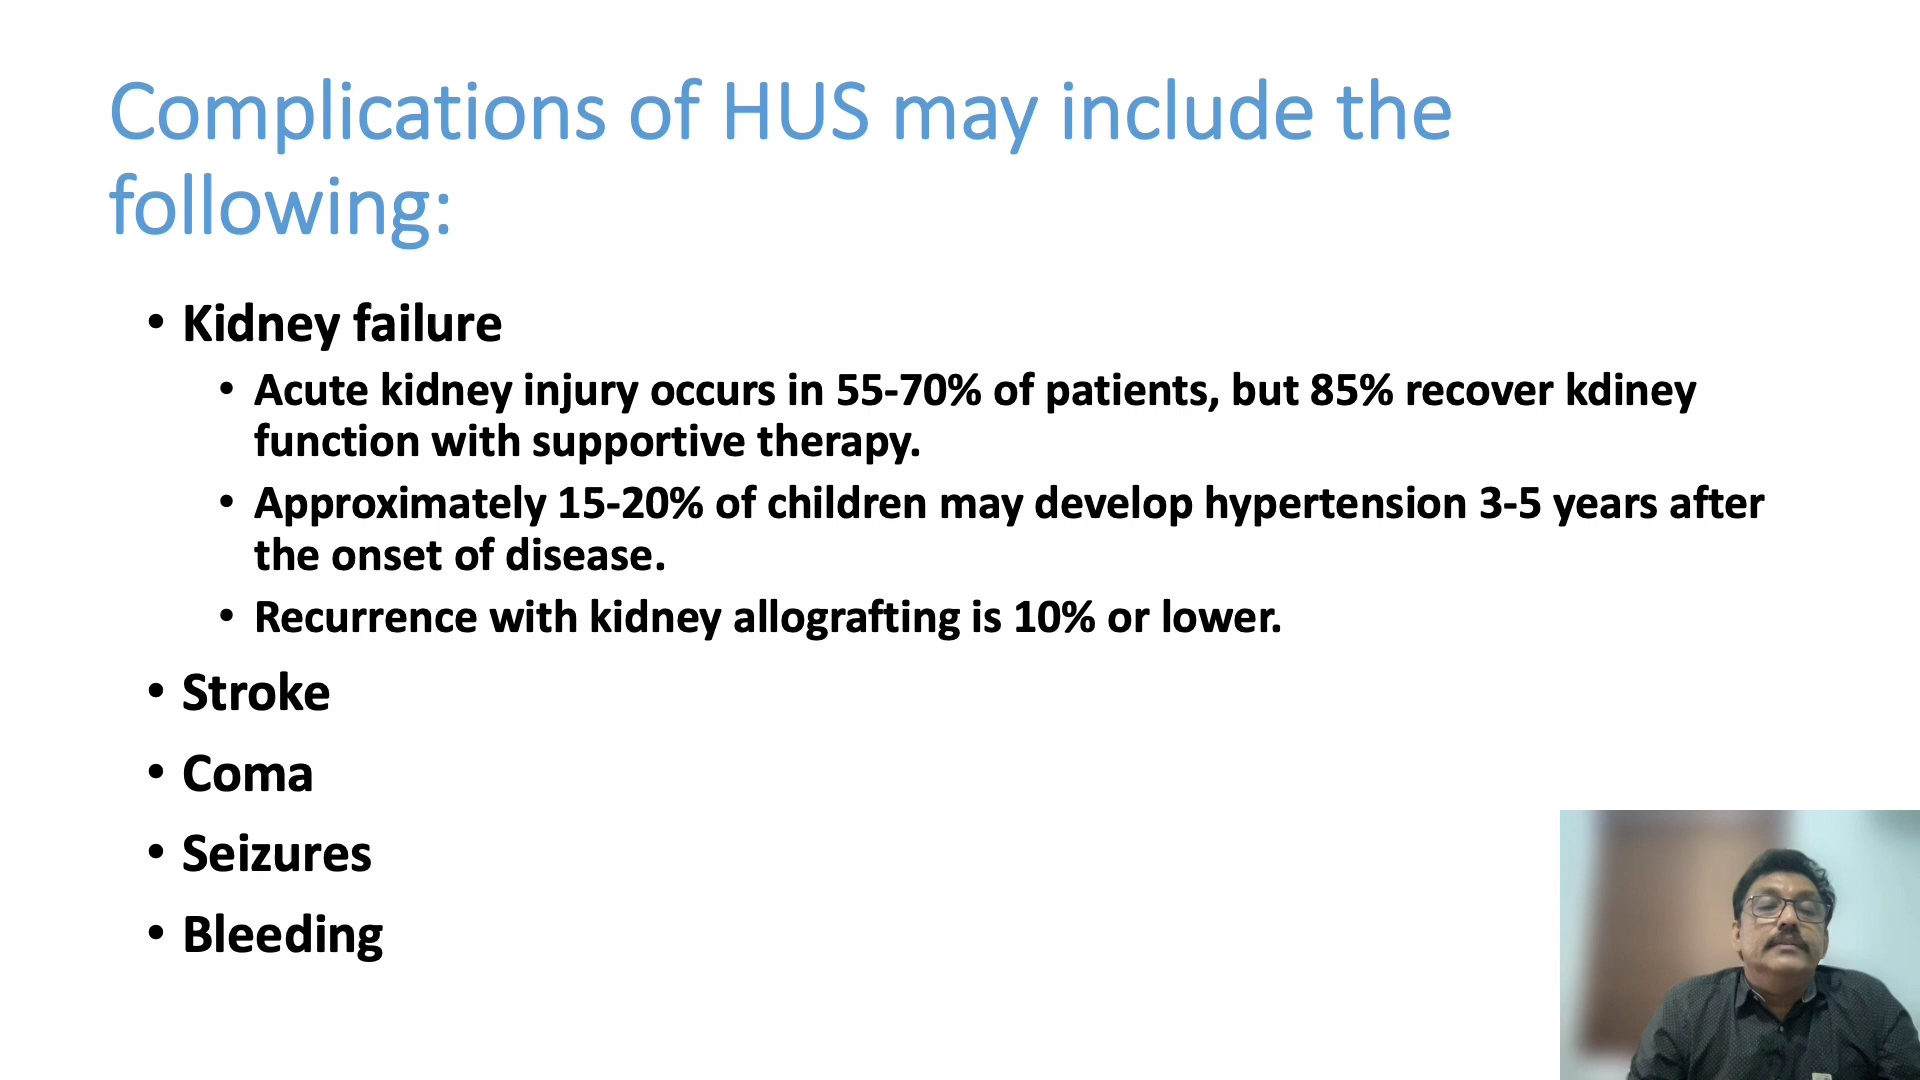 Complications of HUS may include the
following:
• Kidney failure
• Acute kidney injury occurs in 55-70% of patients, but 85% recover kdiney
function with supportive therapy.
• Approximately 15-20% of children may develop hypertension 3-5 years after
the onset of disease.
• Recurrence with kidney allografting is 10% or lower.
• Stroke
• Coma
• Seizures
• Bleeding